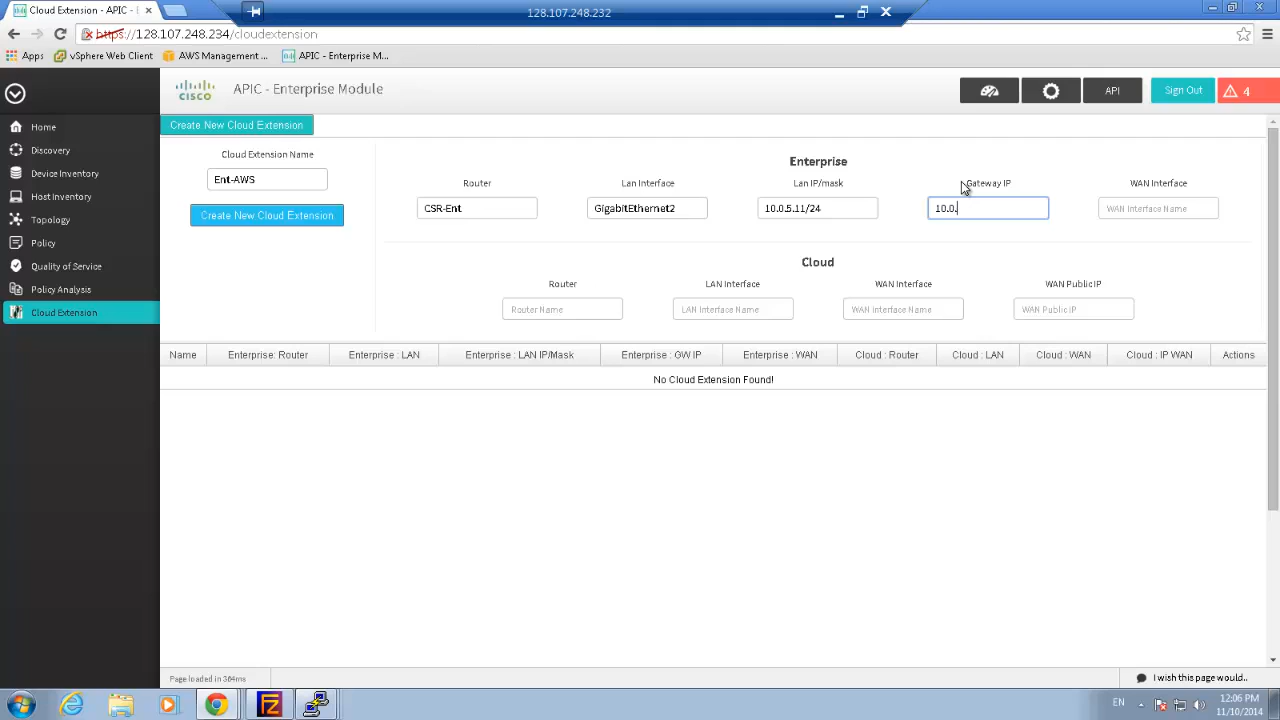 Cloud Extension - APIC - E
128.107.248.232
https://128.107.248.234/cloudextension
Apps vSphere Web Client AWS Management ... APIC - Enterprise M...
CISCO
APIC - Enterprise Module
API
Sign Out
4
Home
Discovery
Device Inventory
Host Inventory
Topology
Policy
Quality of Service
Policy Analysis
Cloud Extension
Create New Cloud Extension
Cloud Extension Name
Ent-AWS
Create New Cloud Extension
Enterprise
Router Lan Interface Lan IP/mask Gateway IP WAN Interface
CSR-Ent GigabitEthernet2 10.0.5.11/24 10.0. WAN Interface Name
Cloud
Router LAN Interface WAN Interface WAN Public IP
Router Name LAN Interface Name WAN Interface Name WAN Public IP
Name Enterprise: Router Enterprise : LAN Enterprise : LAN IP/Mask Enterprise : GW IP Enterprise : WAN Cloud : Router Cloud : LAN Cloud : WAN Cloud : IP WAN Actions
No Cloud Extension Found!
Page loaded in 364ms
I wish this page would..
EN
12:06 PM
11/10/2014